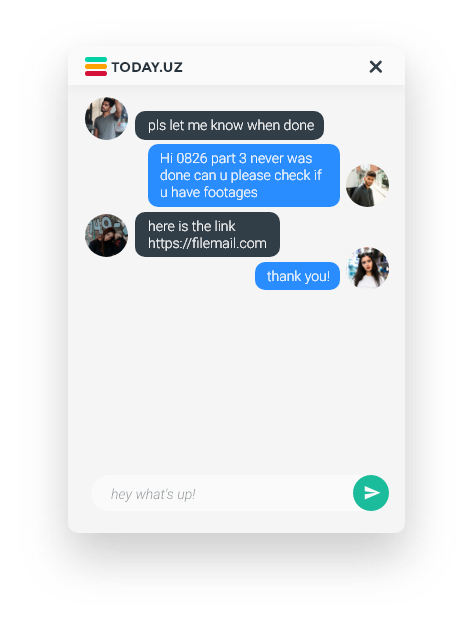 TODAY.UZ
pls let me know when done
Hi 0826 part 3 never was
done can u please check if
u have footages
here is the link
https://filemail.com
thank you!
hey what's up!